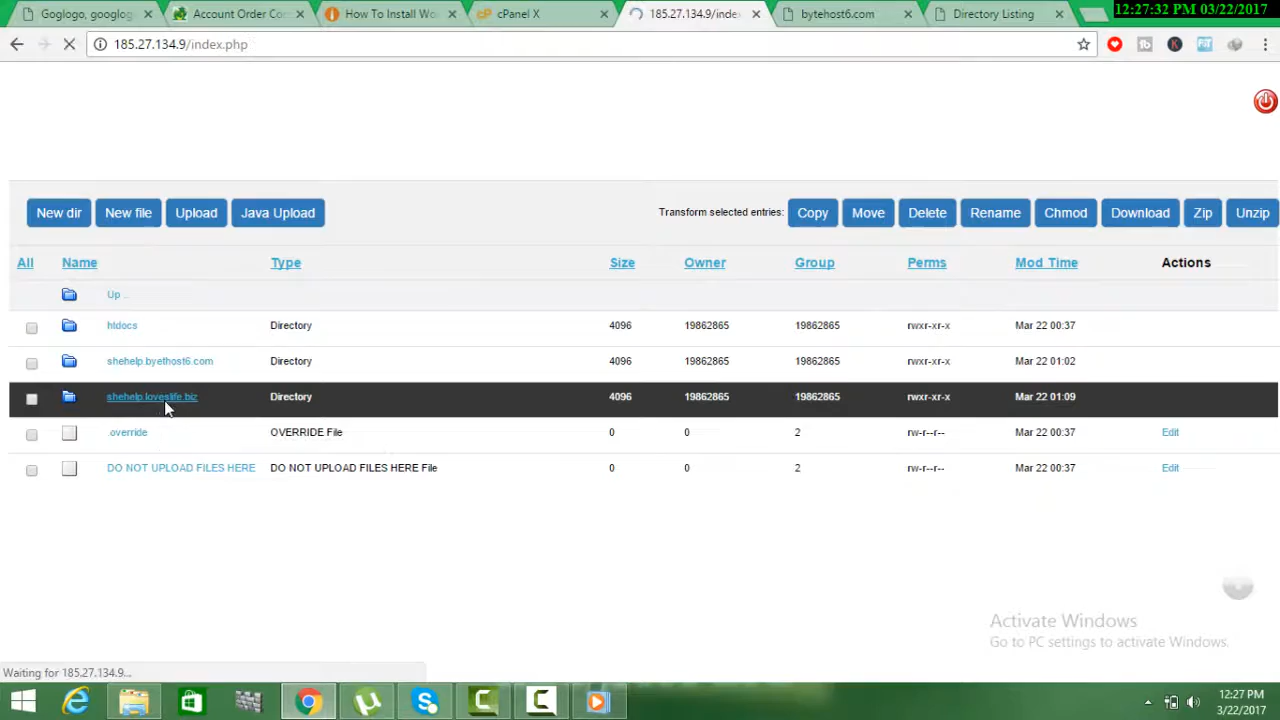 Goglogo, googlog
Account Order Con
How To Install Wo
cPanel X
185.27.134.9/index
bytehost6.com
Directory Listing
12:27:32 PM 03/22/2017
185.27.134.9/index.php
New dir New file Upload Java Upload Transform selected entries: Copy Move Delete Rename Chmod Download Zip Unzip
All Name Type Size Owner Group Perms Mod Time Actions
Up ..
htdocs Directory 4096 19862865 19862865 rwxr-xr-x Mar 22 00:37
shehelp.byethost6.com Directory 4096 19862865 19862865 rwxr-xr-x Mar 22 01:02
shehelp.loveslife.biz Directory 4096 19862865 19862865 rwxr-xr-x Mar 22 01:09
.override OVERRIDE File 0 0 2 rw-r--r-- Mar 22 00:37 Edit
DO NOT UPLOAD FILES HERE DO NOT UPLOAD FILES HERE File 0 0 2 rw-r--r-- Mar 22 00:37 Edit
Activate Windows
Go to PC settings to activate Windows.
Waiting for 185.27.134.9...
12:27 PM
3/22/2017